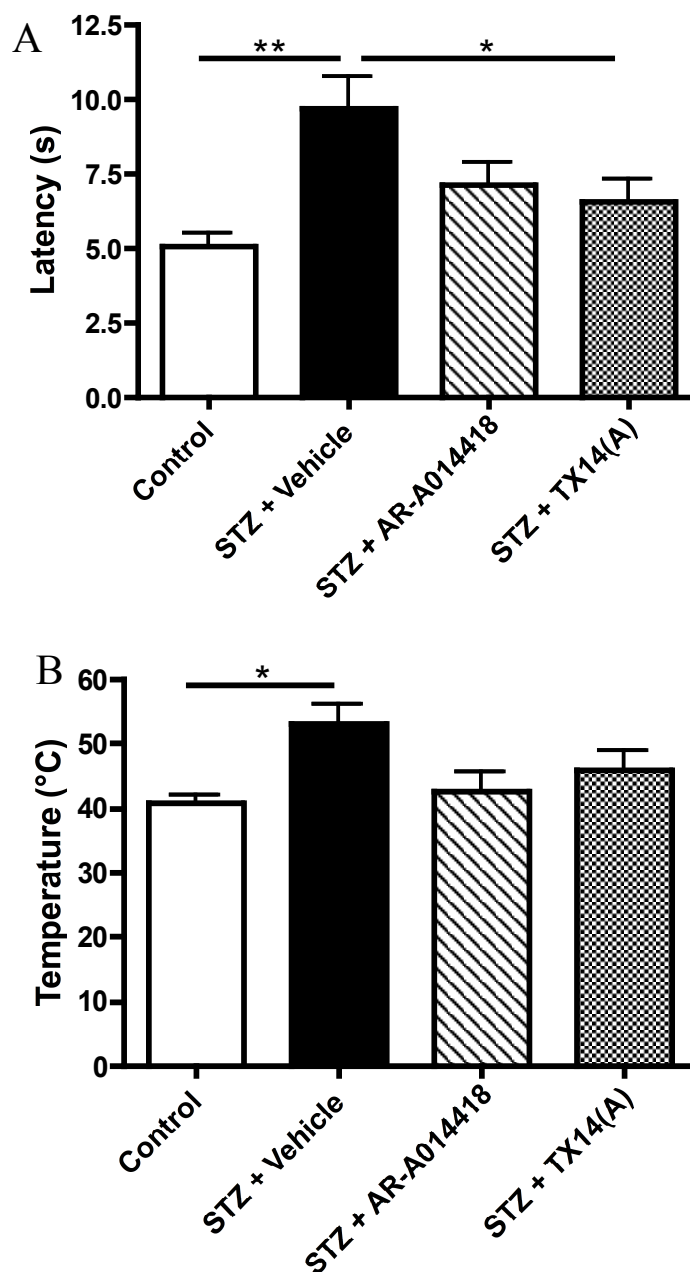 A
**
*
Latency (s)
12.5
10.0
7.5
5.0
2.5
0.0
Control
STZ + Vehicle
STZ + AR-A014418
STZ + TX14(A)
B
*
Temperature (°C)
60
50
40
30
20
10
0
Control
STZ + Vehicle
STZ + AR-A014418
STZ + TX14(A)